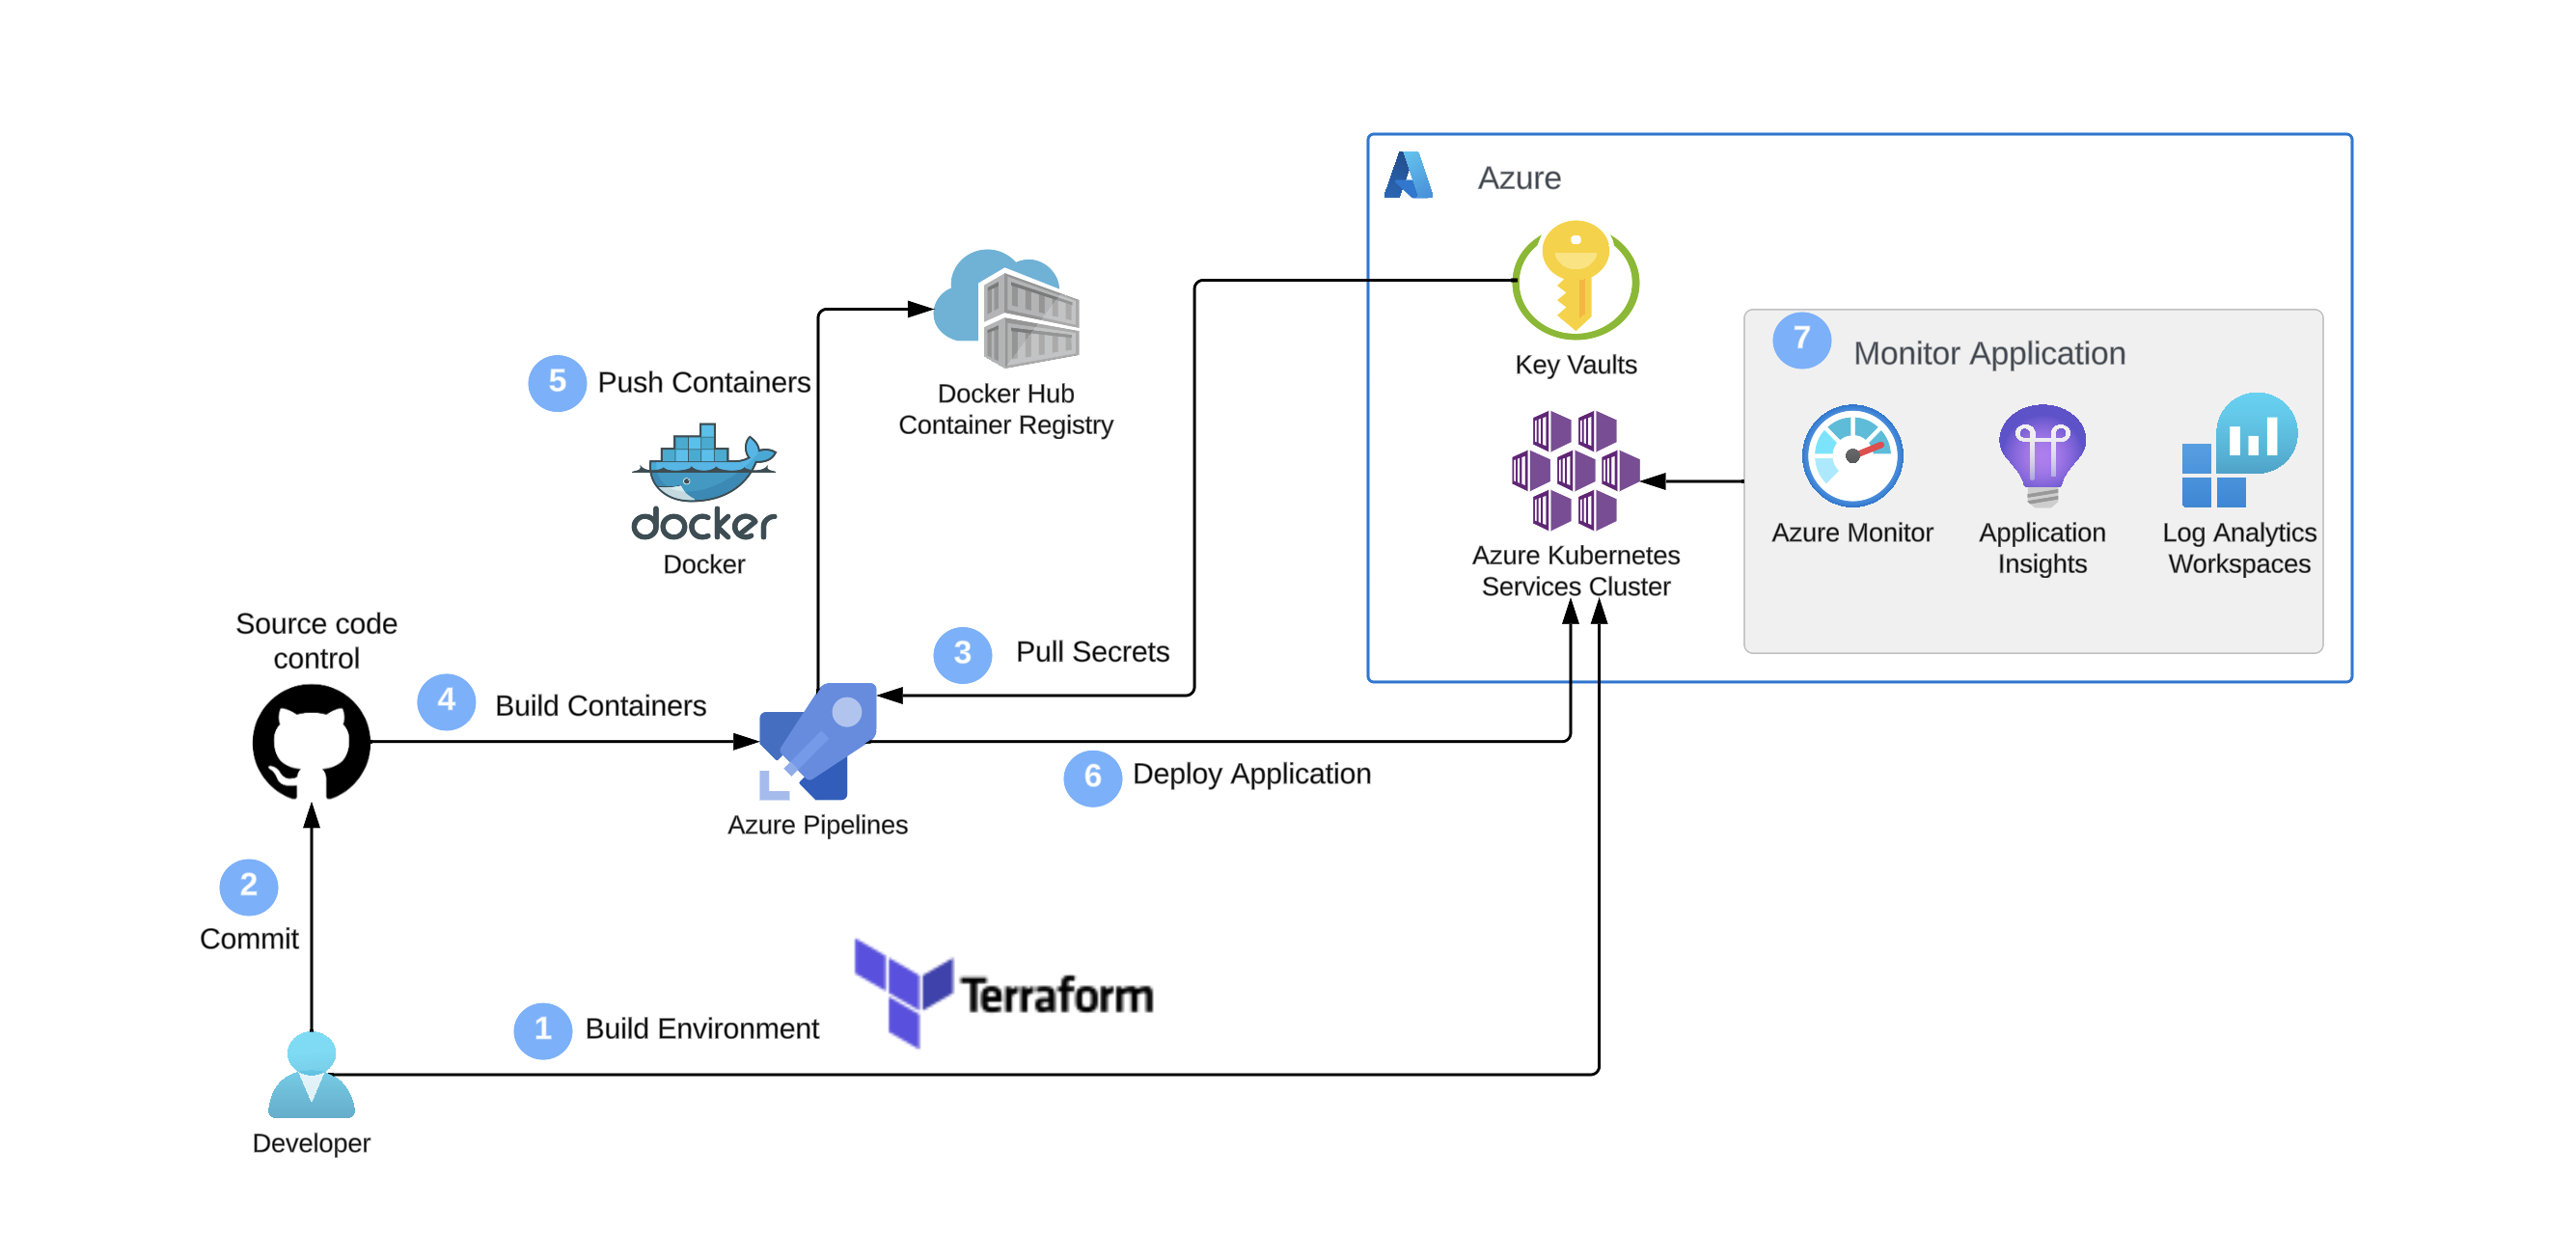 Azure
Key Vaults
7
Monitor Application
Azure Monitor
Application
Insights
Log Analytics
Workspaces
Azure Kubernetes
Services Cluster
Docker Hub
Container Registry
5
Push Containers
docker
Docker
Source code
control
3
Pull Secrets
4
Build Containers
6
Deploy Application
Azure Pipelines
2
Commit
Terraform
1
Build Environment
Developer